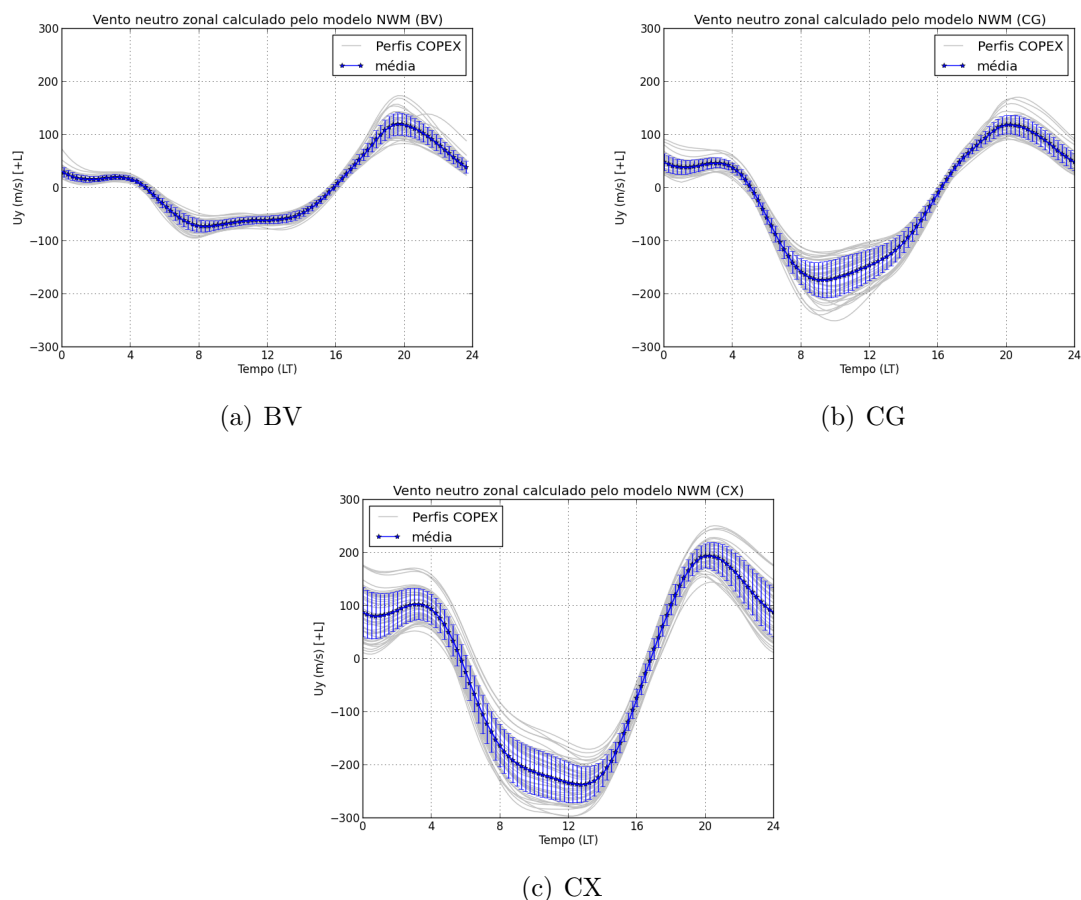 Vento neutro zonal calculado pelo modelo NWM (BV)
300
200
100
0
−100
−200
−300
Uy (m/s) [+L]
Perfis COPEX
média
0 4 8 12 16 20 24
Tempo (LT)
(a) BV
Vento neutro zonal calculado pelo modelo NWM (CG)
300
200
100
0
−100
−200
−300
Uy (m/s) [+L]
Perfis COPEX
média
0 4 8 12 16 20 24
Tempo (LT)
(b) CG
Vento neutro zonal calculado pelo modelo NWM (CX)
300
200
100
0
−100
−200
−300
Uy (m/s) [+L]
Perfis COPEX
média
0 4 8 12 16 20 24
Tempo (LT)
(c) CX